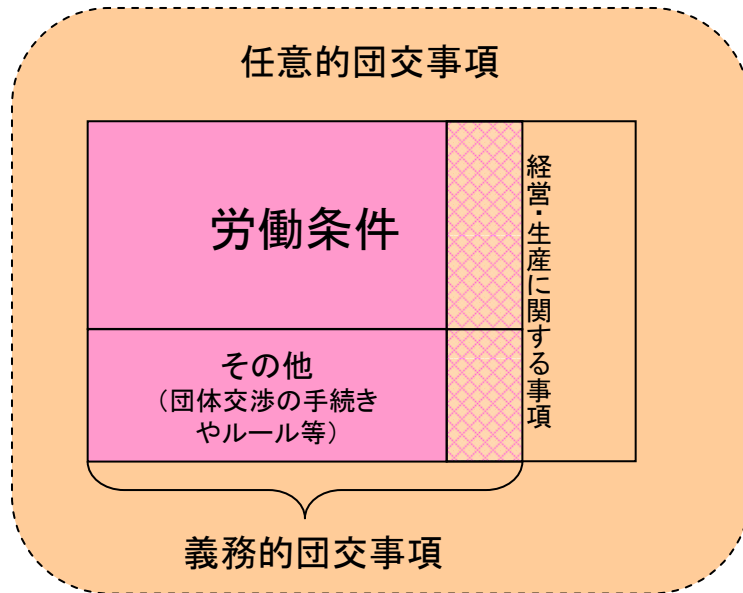 任意的団交事項
労働条件
経営・生産に関する事項
その他
（団体交渉の手続き
やルール等）
義務的団交事項